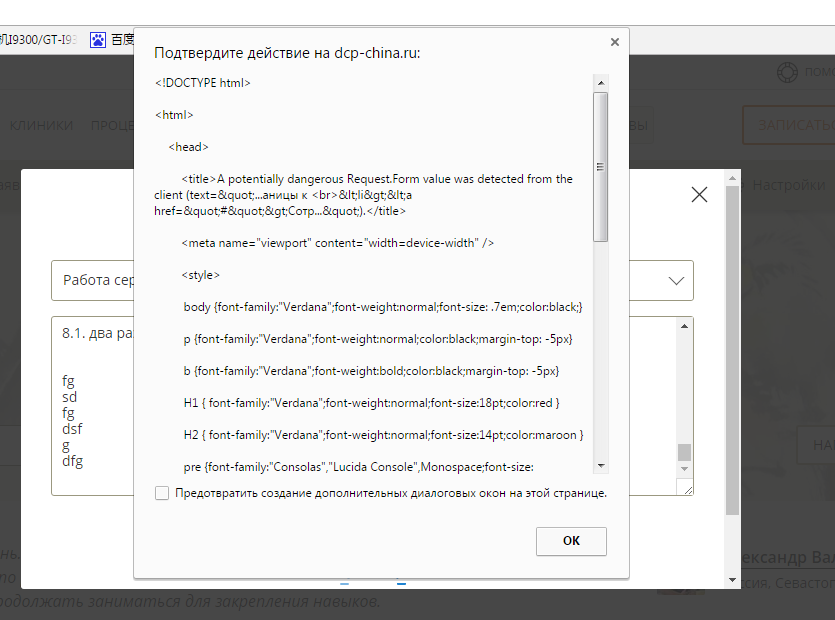 机I9300/GT-I93
百度
Подтвердите действие на dcp-china.ru:
<!DOCTYPE html>
<html>
<head>
<title>A potentially dangerous Request.Form value was detected from the
client (text=&quot;...аницы к <br>&lt;li&gt;&lt;a
href=&quot;#&quot;&gt;Сотр...&quot;).</title>
<meta name="viewport" content="width=device-width" />
<style>
body {font-family:"Verdana";font-weight:normal;font-size: .7em;color:black;}
p {font-family:"Verdana";font-weight:normal;color:black;margin-top: -5px}
b {font-family:"Verdana";font-weight:bold;color:black;margin-top: -5px}
H1 { font-family:"Verdana";font-weight:normal;font-size:18pt;color:red }
H2 { font-family:"Verdana";font-weight:normal;font-size:14pt;color:maroon }
pre {font-family:"Consolas","Lucida Console",Monospace;font-size:
Предотвратить создание дополнительных диалоговых окон на этой странице.
OK
ПОМО
КЛИНИКИ ПРОЦЕ
ВЫ
ЗАПИСАТЬС
Настройки
Работа сер
8.1. два ра
fg
sd
fg
dsf
g
dfg
НА
ександр Вал
ссия, Севастоп
родолжать заниматься для закрепления навыков.